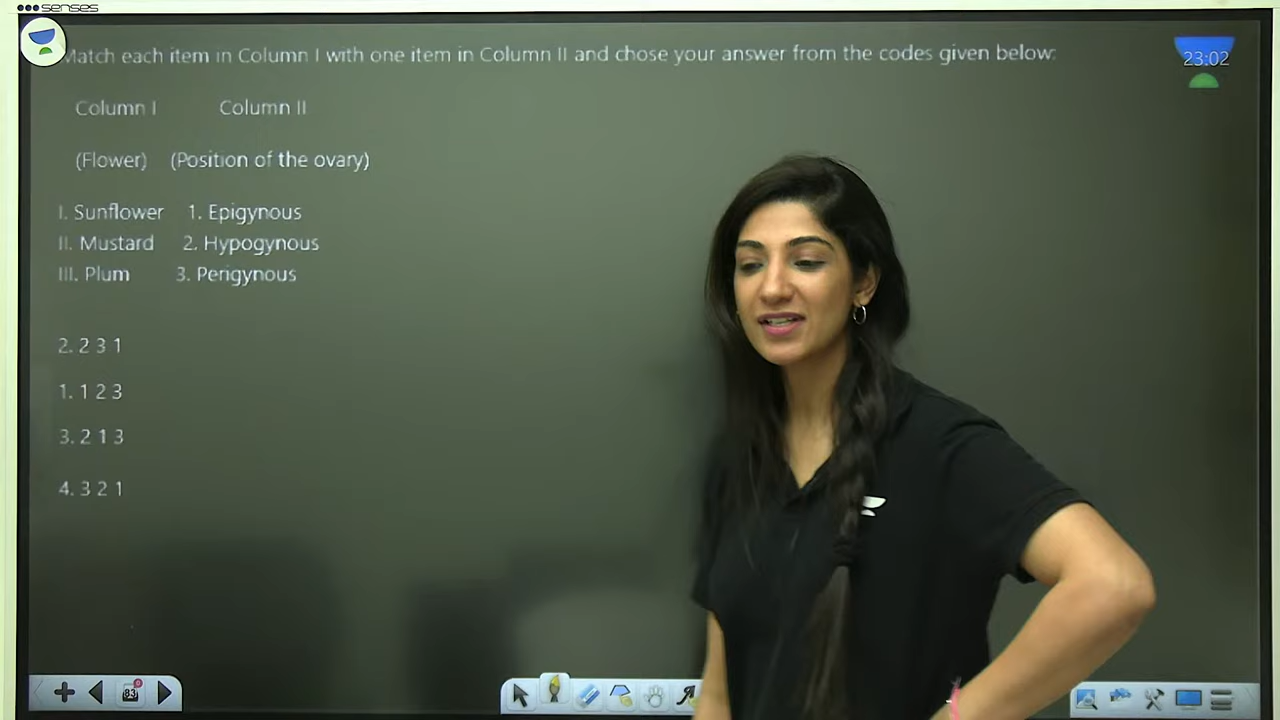 senses
Match each item in Column I with one item in Column II and chose your answer from the codes given below:
23:02
Column I Column II
(Flower) (Position of the ovary)
I. Sunflower 1. Epigynous
II. Mustard 2. Hypogynous
III. Plum 3. Perigynous
2. 2 3 1
1. 1 2 3
3. 2 1 3
4. 3 2 1